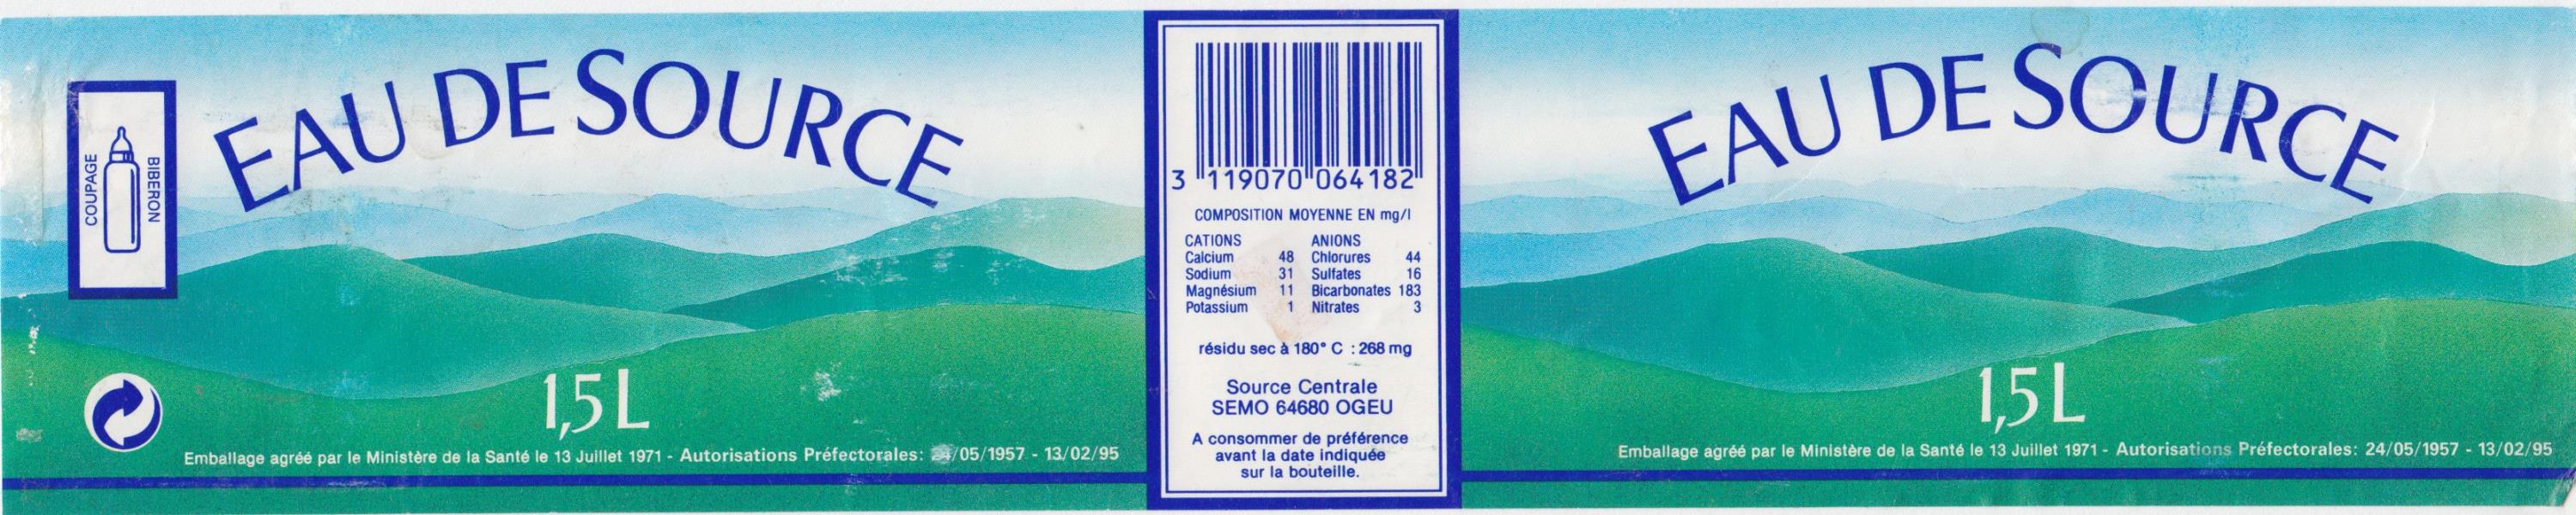 COUPAGE
BIBERON
EAU DE SOURCE
1,5 L
Emballage agréé par le Ministère de la Santé le 13 Juillet 1971 - Autorisations Préfectorales: 24/05/1957 - 13/02/95
3 119070 064182
COMPOSITION MOYENNE EN mg/l
CATIONS ANIONS
Calcium 48 Chlorures 44
Sodium 31 Sulfates 16
Magnésium 11 Bicarbonates 183
Potassium 1 Nitrates 3
résidu sec à 180° C : 268 mg
Source Centrale
SEMO 64680 OGEU
A consommer de préférence
avant la date indiquée
sur la bouteille.
EAU DE SOURCE
1,5 L
Emballage agréé par le Ministère de la Santé le 13 Juillet 1971 - Autorisations Préfectorales: 24/05/1957 - 13/02/95